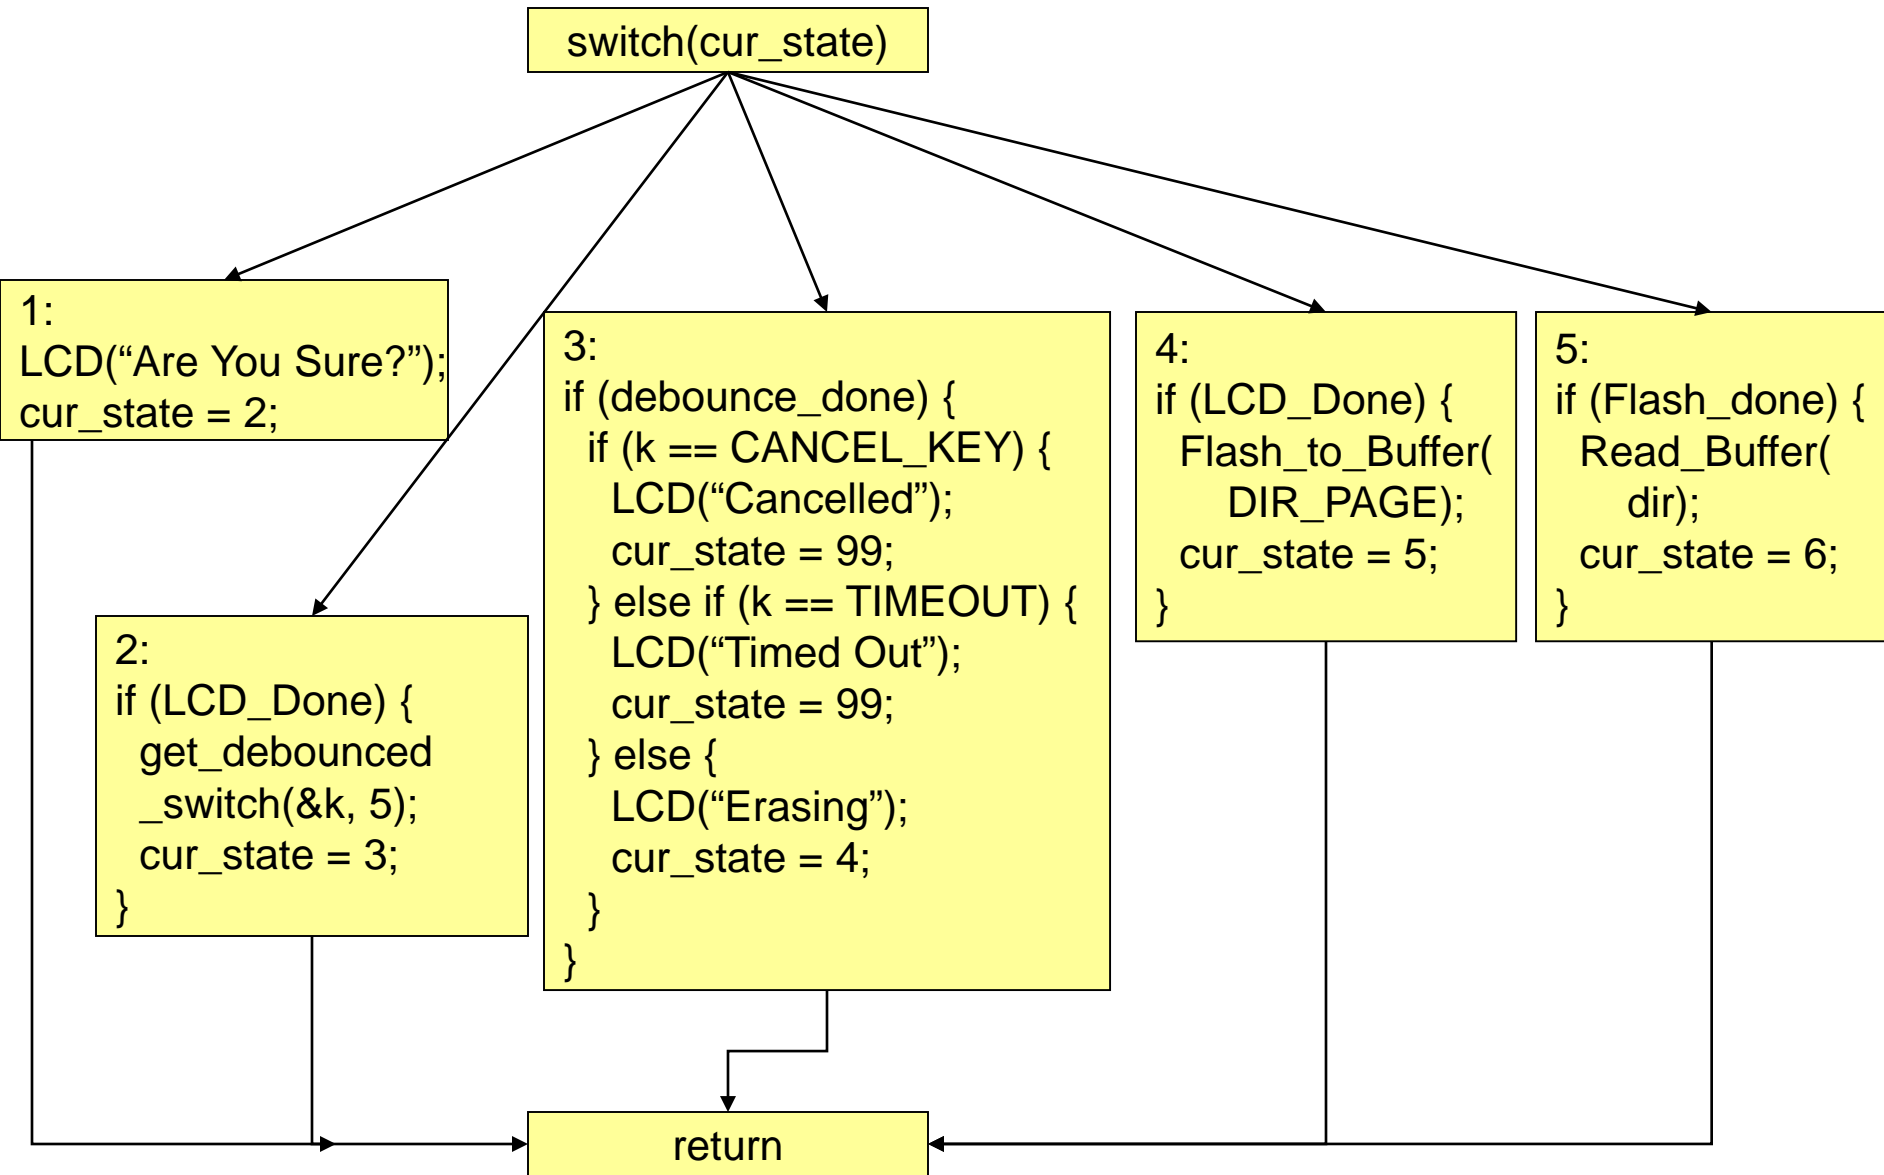 switch(cur_state)
1:
LCD(“Are You Sure?”);
cur_state = 2;
2:
if (LCD_Done) {
get_debounced
_switch(&k, 5);
cur_state = 3;
}
3:
if (debounce_done) {
if (k == CANCEL_KEY) {
LCD(“Cancelled”);
cur_state = 99;
} else if (k == TIMEOUT) {
LCD(“Timed Out”);
cur_state = 99;
} else {
LCD(“Erasing”);
cur_state = 4;
}
}
4:
if (LCD_Done) {
Flash_to_Buffer(
DIR_PAGE);
cur_state = 5;
}
5:
if (Flash_done) {
Read_Buffer(
dir);
cur_state = 6;
}
return